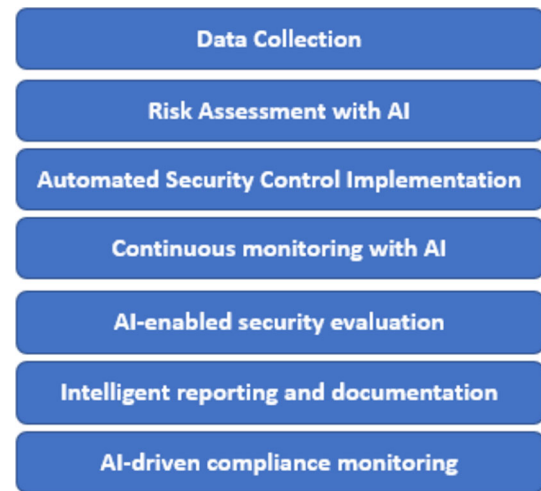 Data Collection
Risk Assessment with AI
Automated Security Control Implementation
Continuous monitoring with AI
AI-enabled security evaluation
Intelligent reporting and documentation
AI-driven compliance monitoring